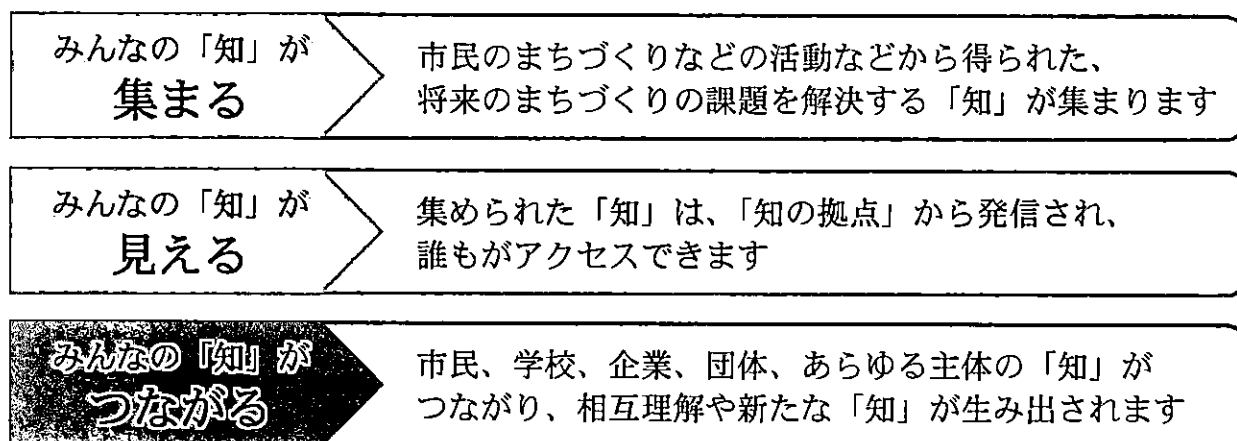 みんなの「知」が
集まる
市民のまちづくりなどの活動などから得られた、
将来のまちづくりの課題を解決する「知」が集まります
みんなの「知」が
見える
集められた「知」は、「知の拠点」から発信され、
誰もがアクセスできます
みんなの「知」が
つながる
市民、学校、企業、団体、あらゆる主体の「知」が
つながり、相互理解や新たな「知」が生み出されます